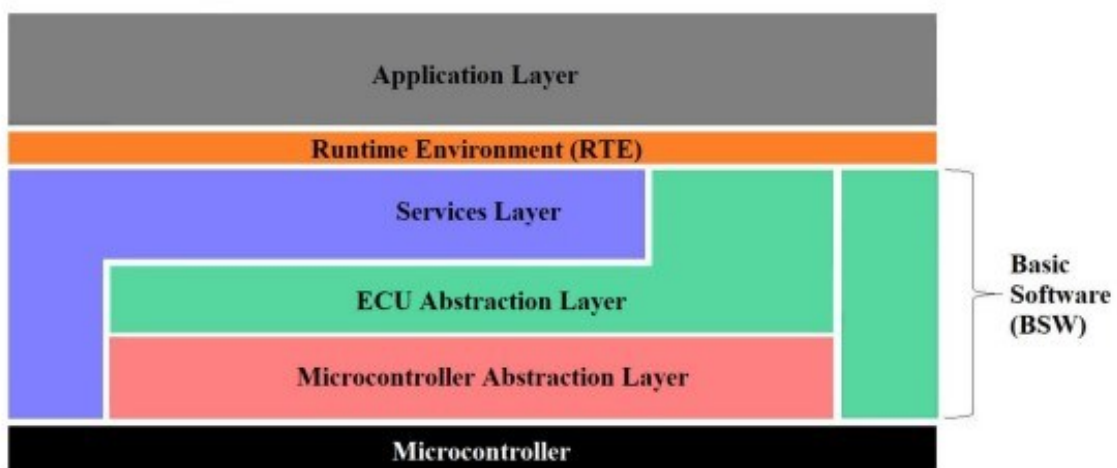 Application Layer
Runtime Environment (RTE)
Services Layer
ECU Abstraction Layer
Microcontroller Abstraction Layer
Microcontroller
Basic
Software
(BSW)